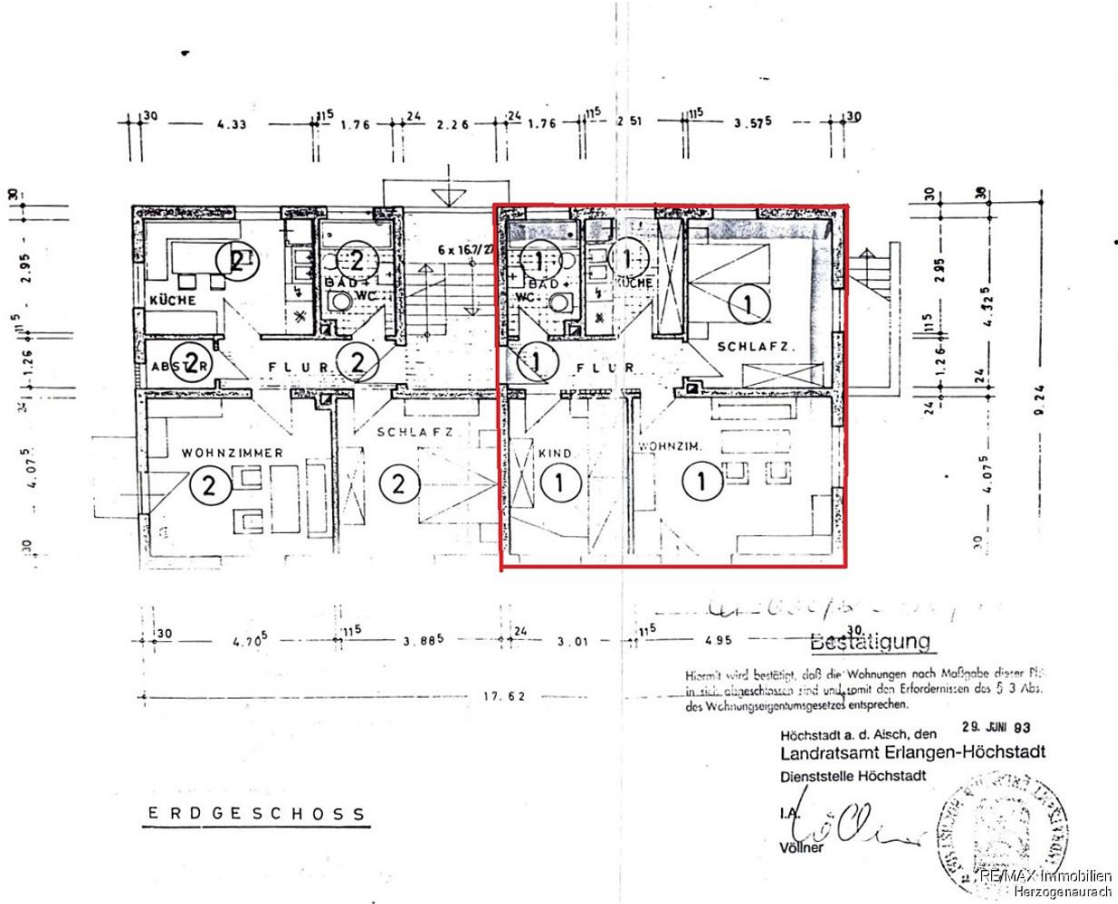 30 4.33 11⁵ 1.76 24 2.26 24 1.76 11⁵ 2.51 11⁵ 3.57⁵ 30
30
2.95
11⁵
1.26
4.07⁵
30
6 x 16.7/27
2
KÜCHE
2
BAD +
WC
1
BAD +
WC
1
KÜCHE
1
SCHLAFZ.
2
ABSTR
FLUR
2
1
FLUR
WOHNZIMMER
2
SCHLAFZ.
2
KIND
1
WOHNZIM.
1
30
2.95
11⁵
1.26
24
30
4.32⁵
24
4.07⁵
30
9.24
30 4.70⁵ 11⁵ 3.88⁵ 24 3.01 11⁵ 4.95 30
17.62
Bestätigung
Hiermit wird bestätigt, daß die Wohnungen nach Maßgabe dieser
in sich abgeschlossen sind und somit den Erfordernissen des § 3 Abs.
des Wohnungseigentumsgesetzes entsprechen.
Höchstadt a. d. Aisch, den 29. JUNI 93
Landratsamt Erlangen-Höchstadt
Dienststelle Höchstadt
I.A.
Völlner
ERDGESCHOSS
RE/MAX Immobilien
Herzogenaurach